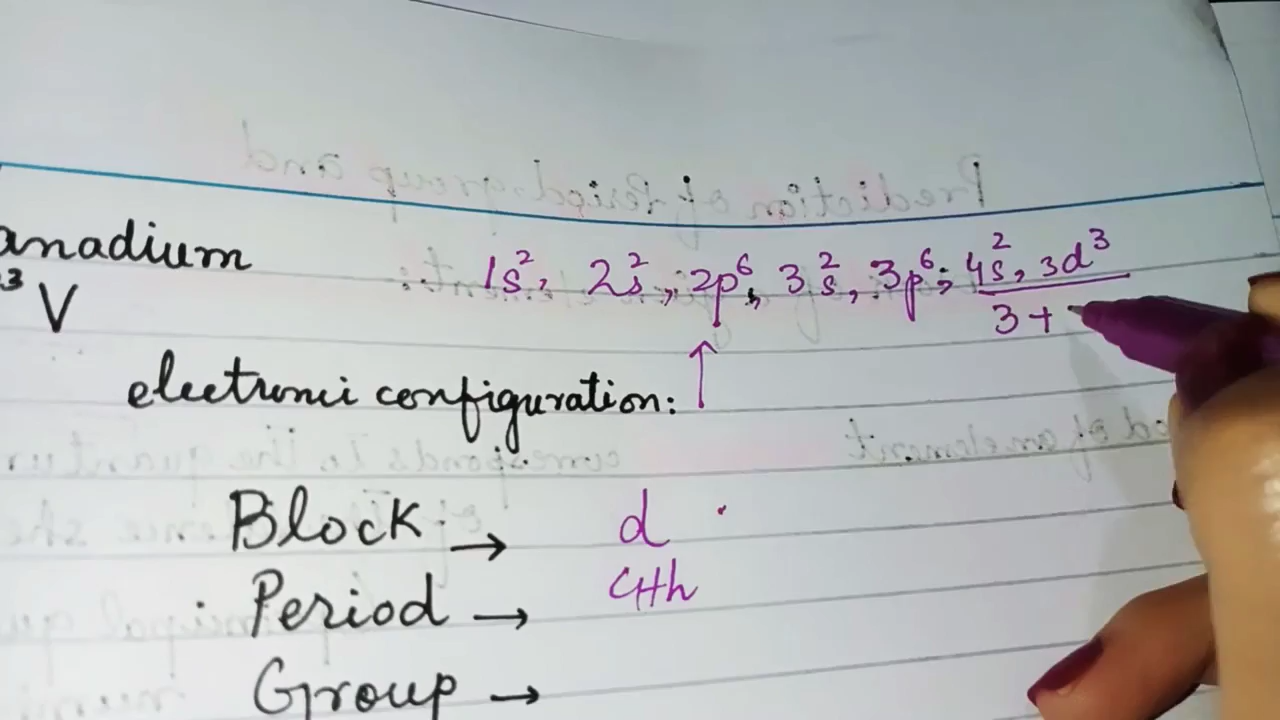 anadium 1s², 2s², 2p⁶, 3s², 3p⁶, 4s², 3d³
3 V 3+
electronic configuration: ↑
Block → d
Period → 4th
Group →